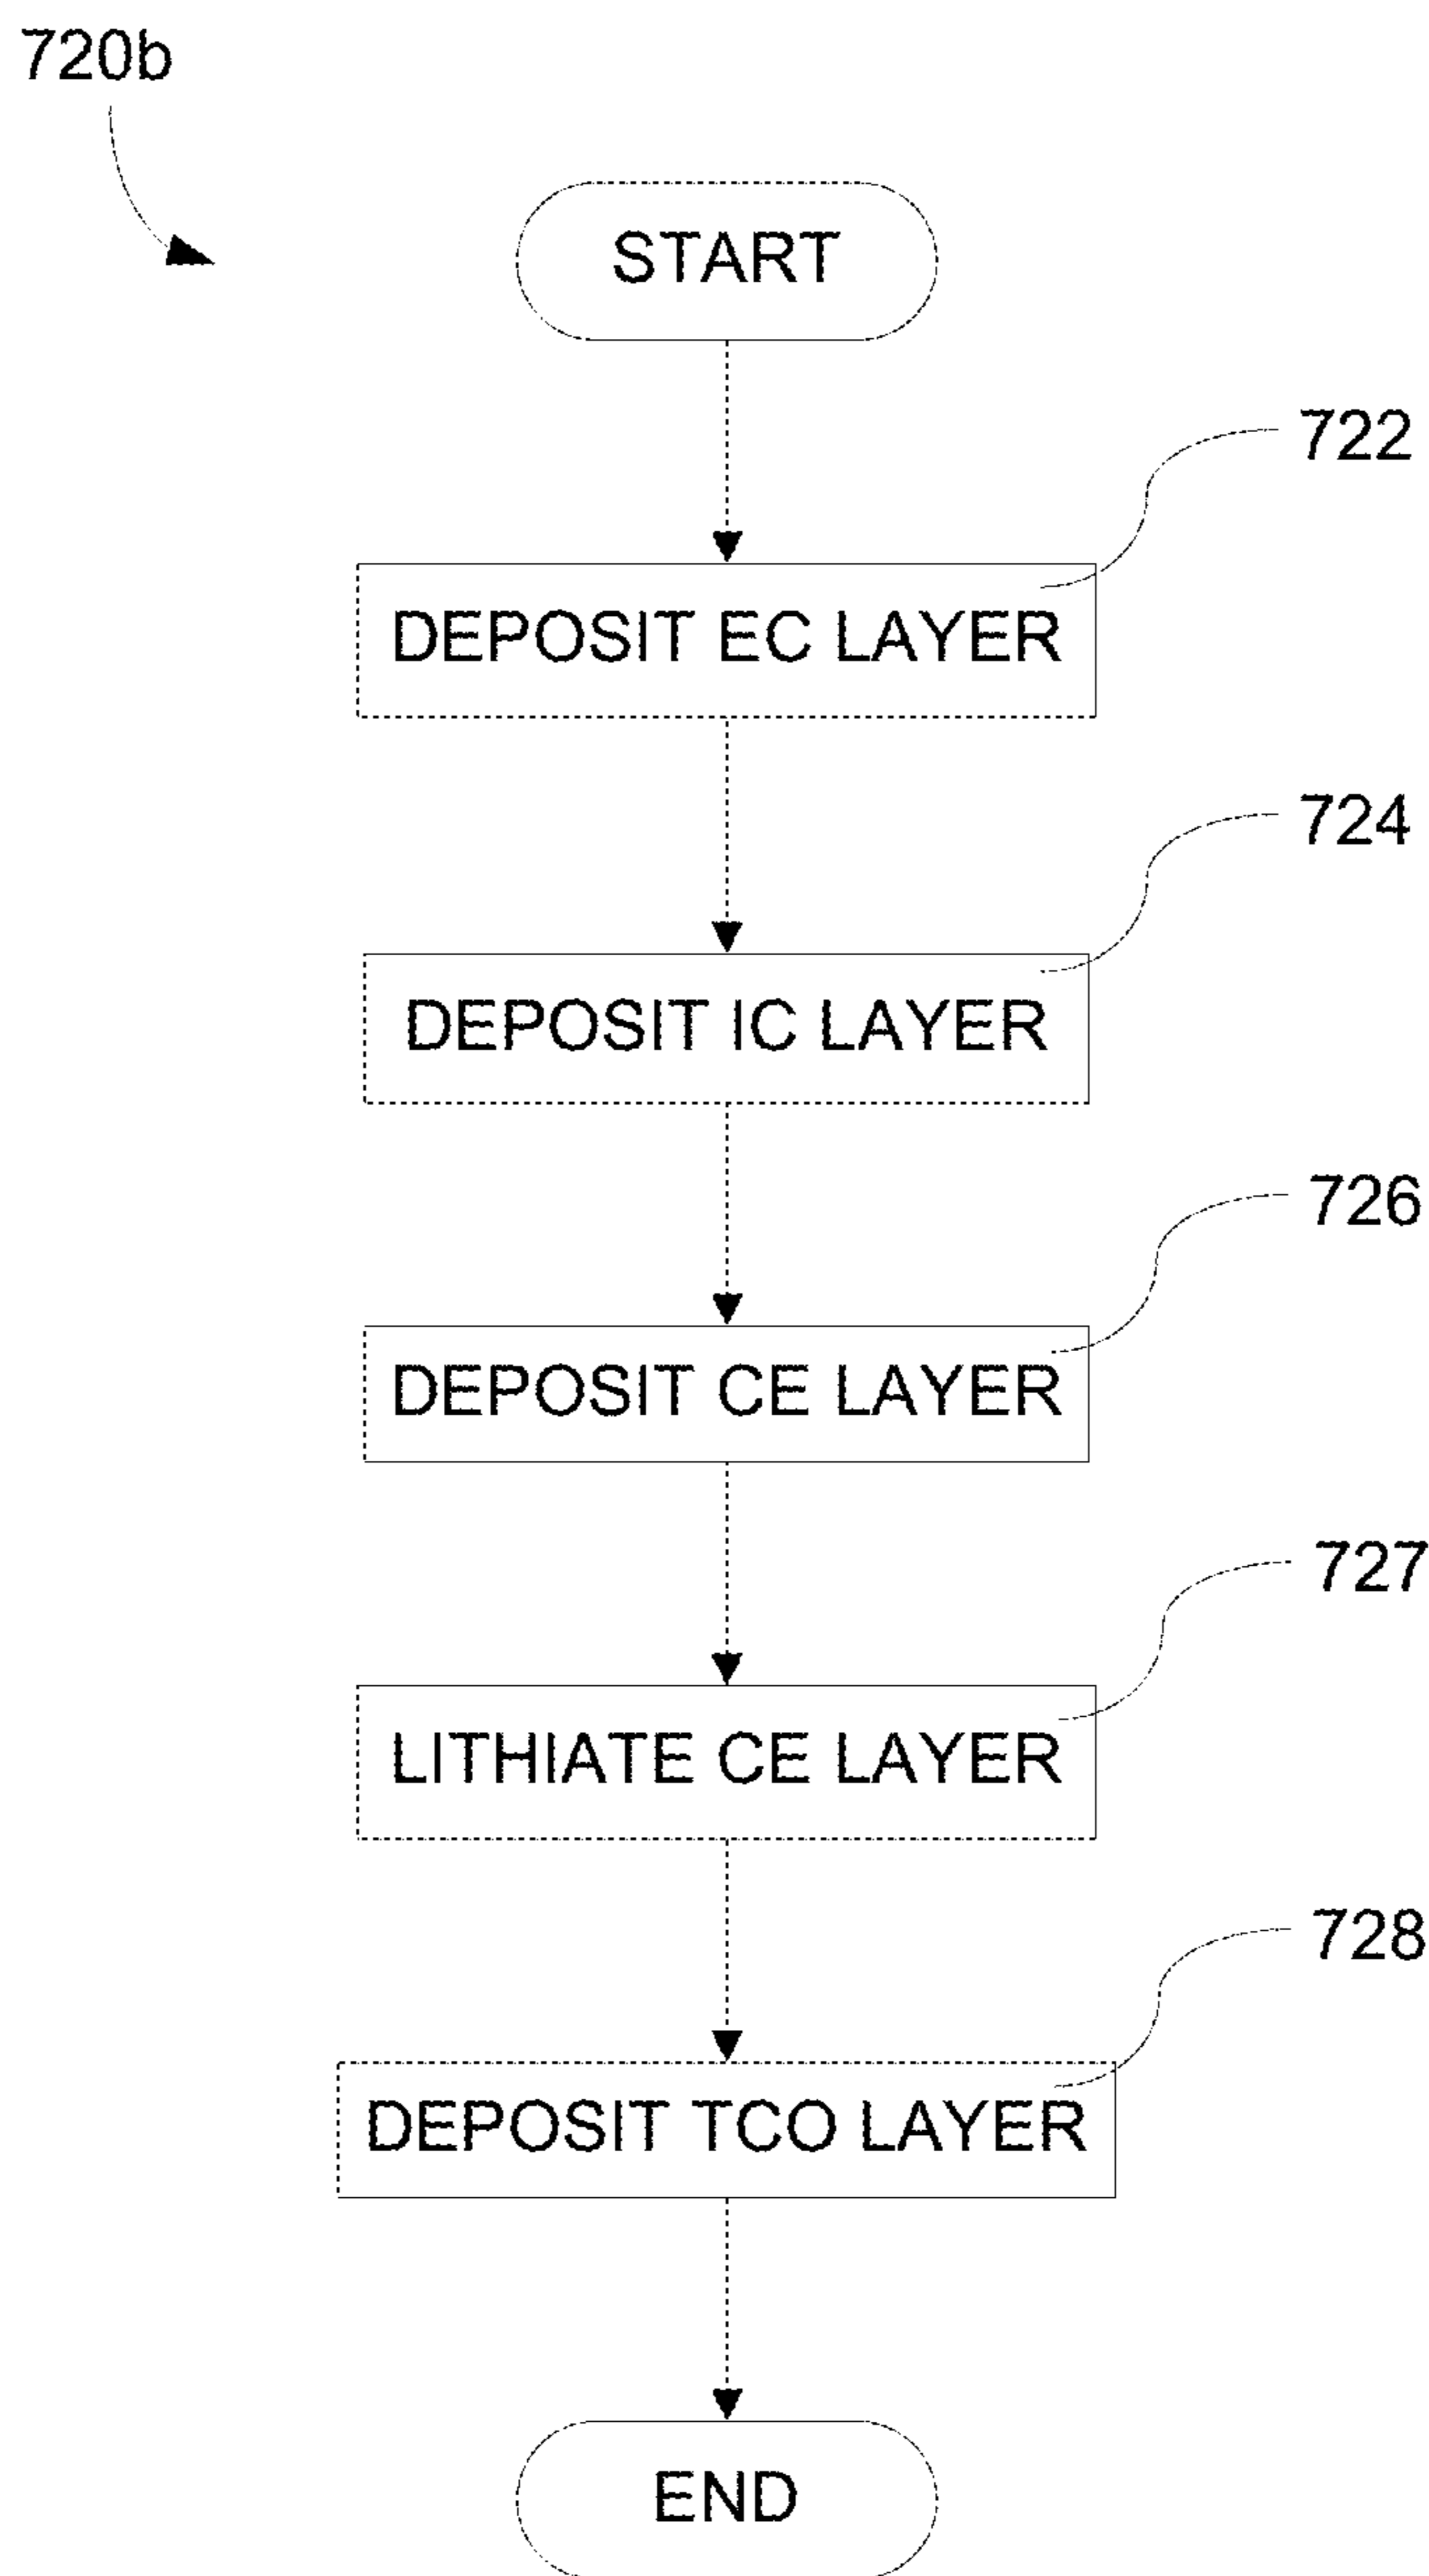 720b
START
722
DEPOSIT EC LAYER
724
DEPOSIT IC LAYER
726
DEPOSIT CE LAYER
727
LITHIATE CE LAYER
728
DEPOSIT TCO LAYER
END